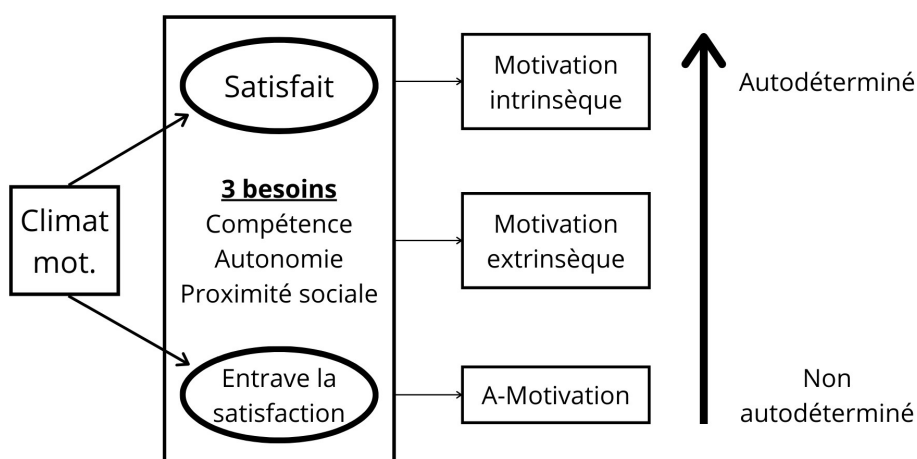 Climat
mot.
Satisfait
3 besoins
Compétence
Autonomie
Proximité sociale
Entrave la
satisfaction
Motivation
intrinsèque
Motivation
extrinsèque
A-Motivation
Autodéterminé
Non
autodéterminé